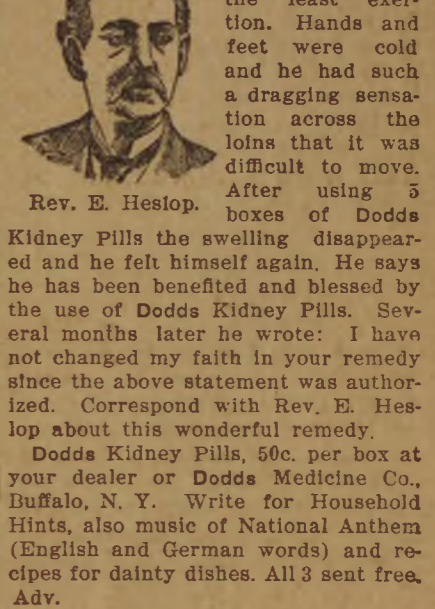 the least exer-
tion. Hands and
feet were cold
and he had such
a dragging sensa-
tion across the
loins that it was
difficult to move.
After using 5
boxes of Dodds
Rev. E. Heslop.
Kidney Pills the swelling disappear-
ed and he felt himself again. He says
he has been benefited and blessed by
the use of Dodds Kidney Pills. Sev-
eral months later he wrote: I have
not changed my faith in your remedy
since the above statement was author-
ized. Correspond with Rev. E. Hes-
lop about this wonderful remedy.
Dodds Kidney Pills, 50c. per box at
your dealer or Dodds Medicine Co.,
Buffalo, N. Y. Write for Household
Hints, also music of National Anthem
(English and German words) and re-
cipes for dainty dishes. All 3 sent free.
Adv.